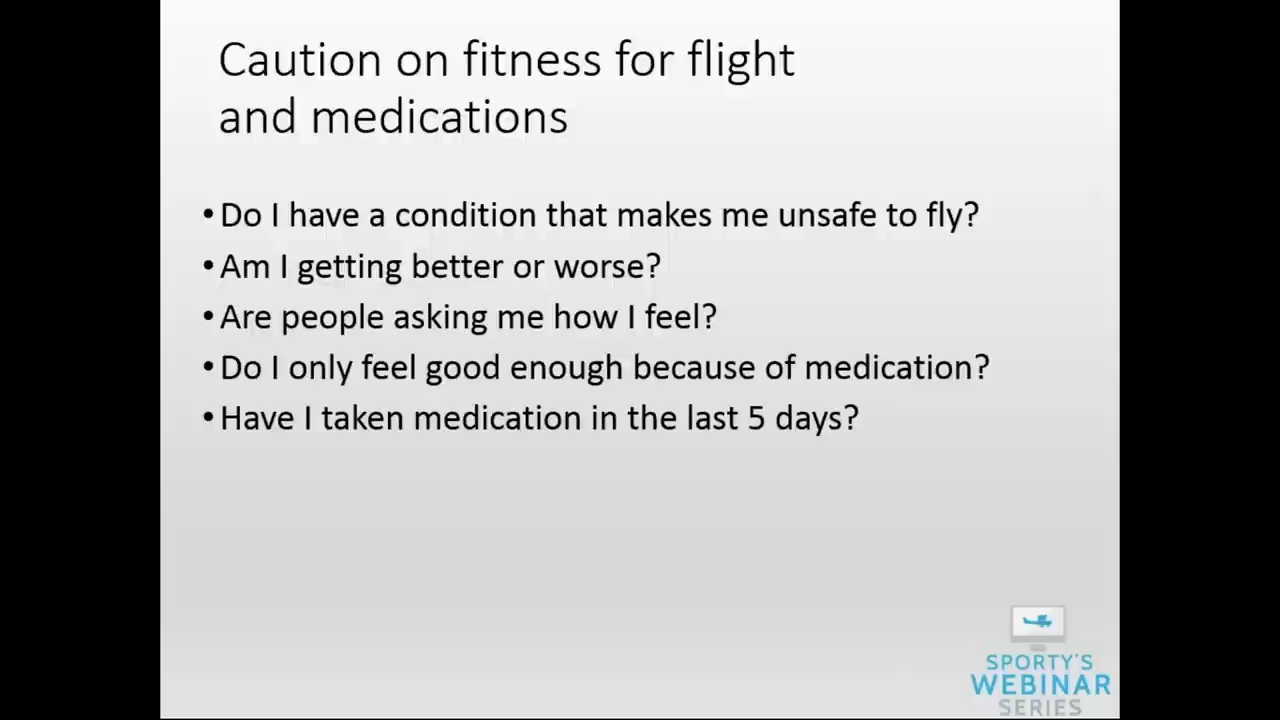 Caution on fitness for flight
and medications
• Do I have a condition that makes me unsafe to fly?
• Am I getting better or worse?
• Are people asking me how I feel?
• Do I only feel good enough because of medication?
• Have I taken medication in the last 5 days?
SPORTY'S
WEBINAR
SERIES